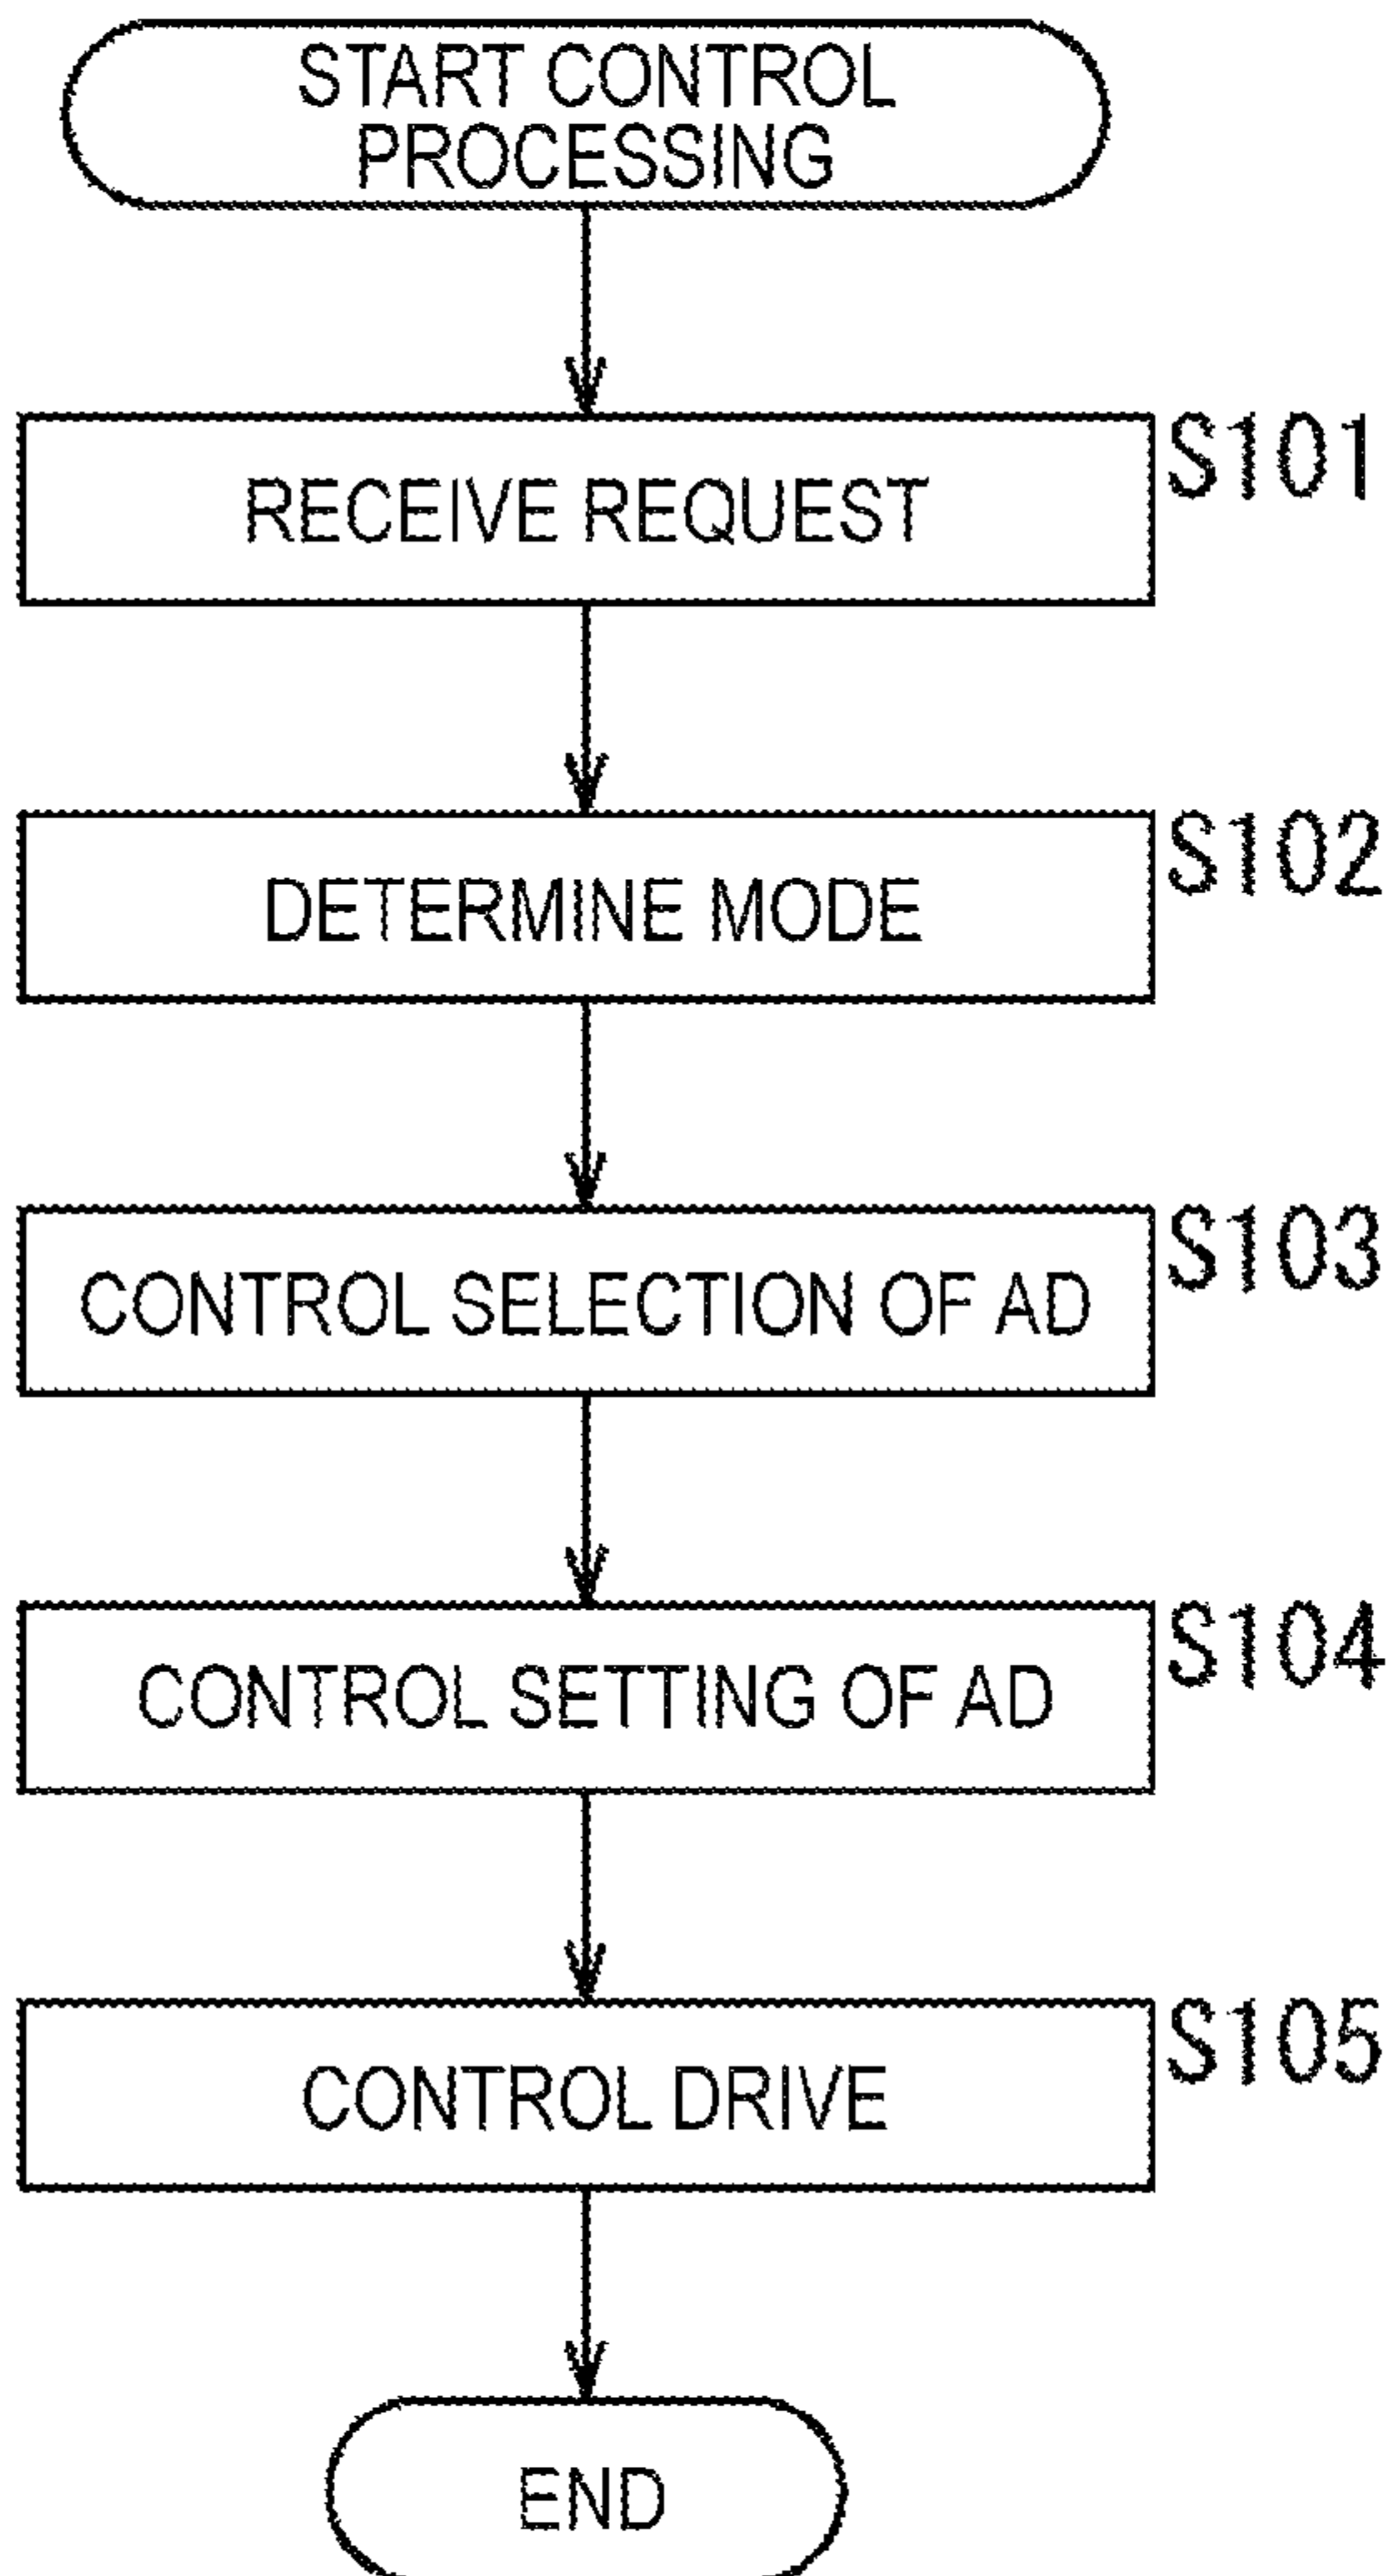 START CONTROL
PROCESSING
RECEIVE REQUEST
S101
DETERMINE MODE
S102
CONTROL SELECTION OF AD
S103
CONTROL SETTING OF AD
S104
CONTROL DRIVE
S105
END